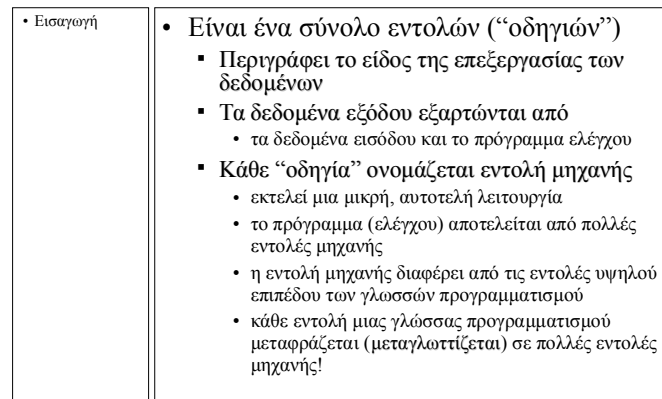 • Εισαγωγή
• Είναι ένα σύνολο εντολών (“οδηγιών”)
▪ Περιγράφει το είδος της επεξεργασίας των
δεδομένων
▪ Τα δεδομένα εξόδου εξαρτώνται από
• τα δεδομένα εισόδου και το πρόγραμμα ελέγχου
▪ Κάθε “οδηγία” ονομάζεται εντολή μηχανής
• εκτελεί μια μικρή, αυτοτελή λειτουργία
• το πρόγραμμα (ελέγχου) αποτελείται από πολλές
εντολές μηχανής
• η εντολή μηχανής διαφέρει από τις εντολές υψηλού
επιπέδου των γλωσσών προγραμματισμού
• κάθε εντολή μιας γλώσσας προγραμματισμού
μεταφράζεται (μεταγλωττίζεται) σε πολλές εντολές
μηχανής!